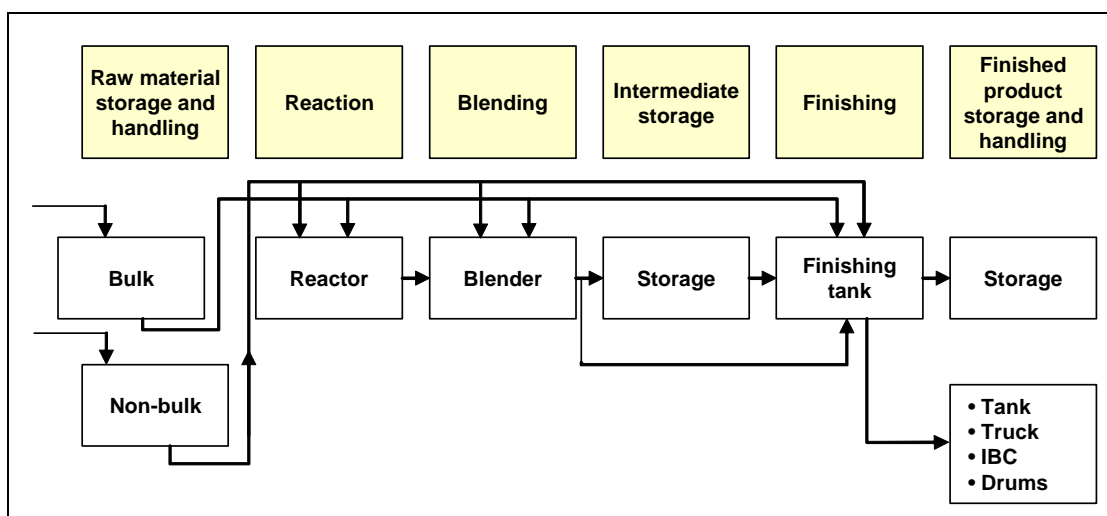 Raw material
storage and
handling
Reaction
Blending
Intermediate
storage
Finishing
Finished
product
storage and
handling
Bulk
Reactor
Blender
Storage
Finishing
tank
Storage
Non-bulk
• Tank
• Truck
• IBC
• Drums